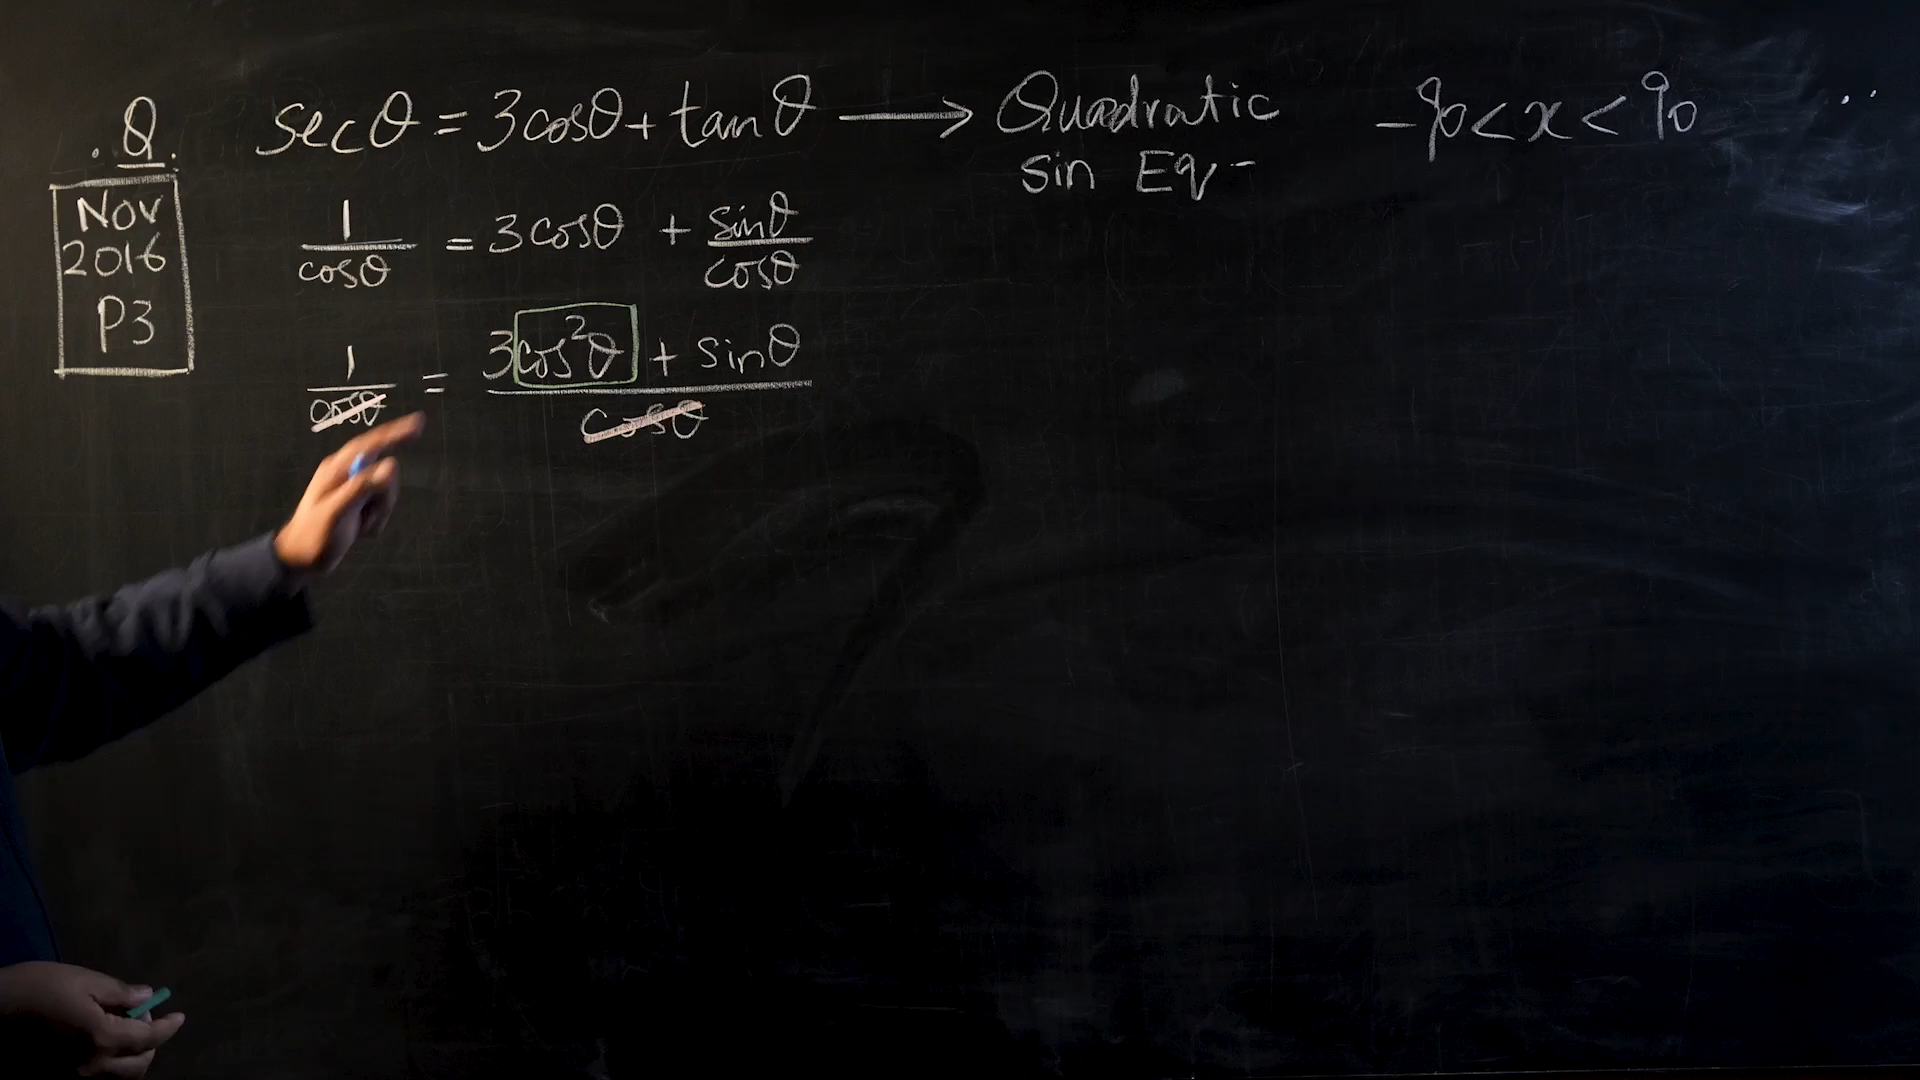 .Q.
Nov
2016
P3
secθ = 3cosθ + tanθ ⟶ Quadratic
sin Eq-
-90 < x < 90
1/cosθ = 3cosθ + sinθ/cosθ
1/cosθ = 3cos²θ + sinθ/cosθ